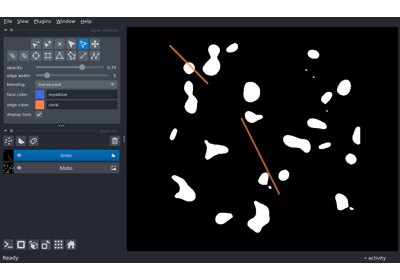 File View Plugins Window Help
opacity: 0.70
edge width: 5
blending: translucent
face color: royalblue
edge color: coral
display text:
lines
blobs
Ready
activity